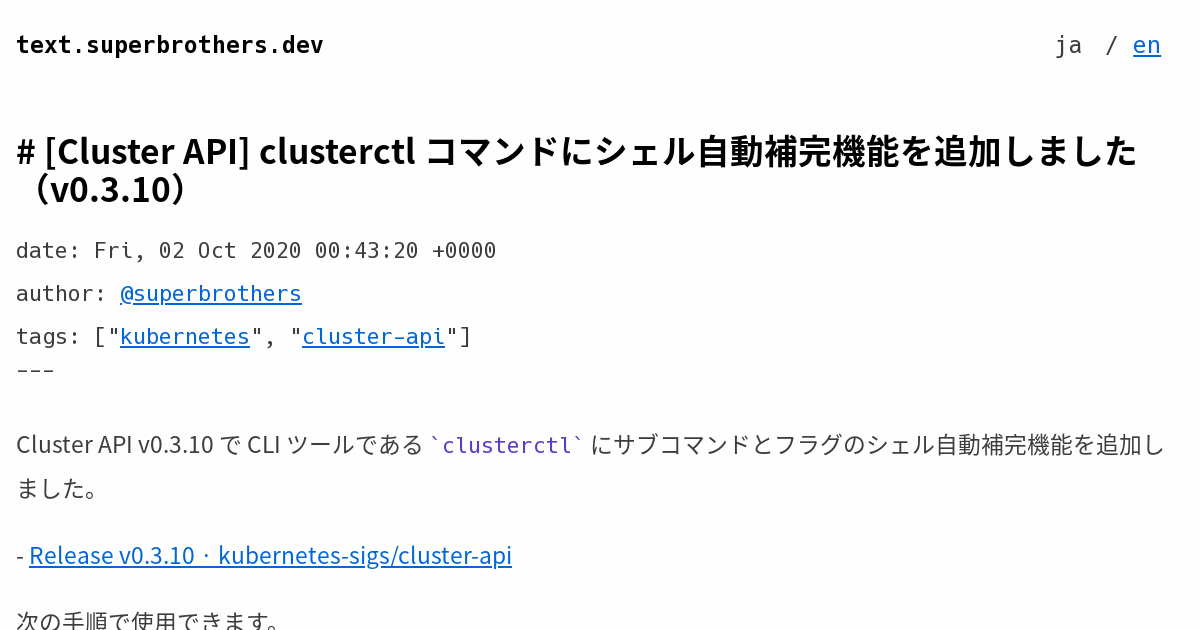 text.superbrothers.dev
ja / en
# [Cluster API] clusterctl コマンドにシェル自動補完機能を追加しました
（v0.3.10）
date: Fri, 02 Oct 2020 00:43:20 +0000
author: @superbrothers
tags: ["kubernetes", "cluster-api"]
---
Cluster API v0.3.10 で CLI ツールである `clusterctl` にサブコマンドとフラグのシェル自動補完機能を追加し
ました。
- Release v0.3.10 · kubernetes-sigs/cluster-api
次の手順で使用できます。